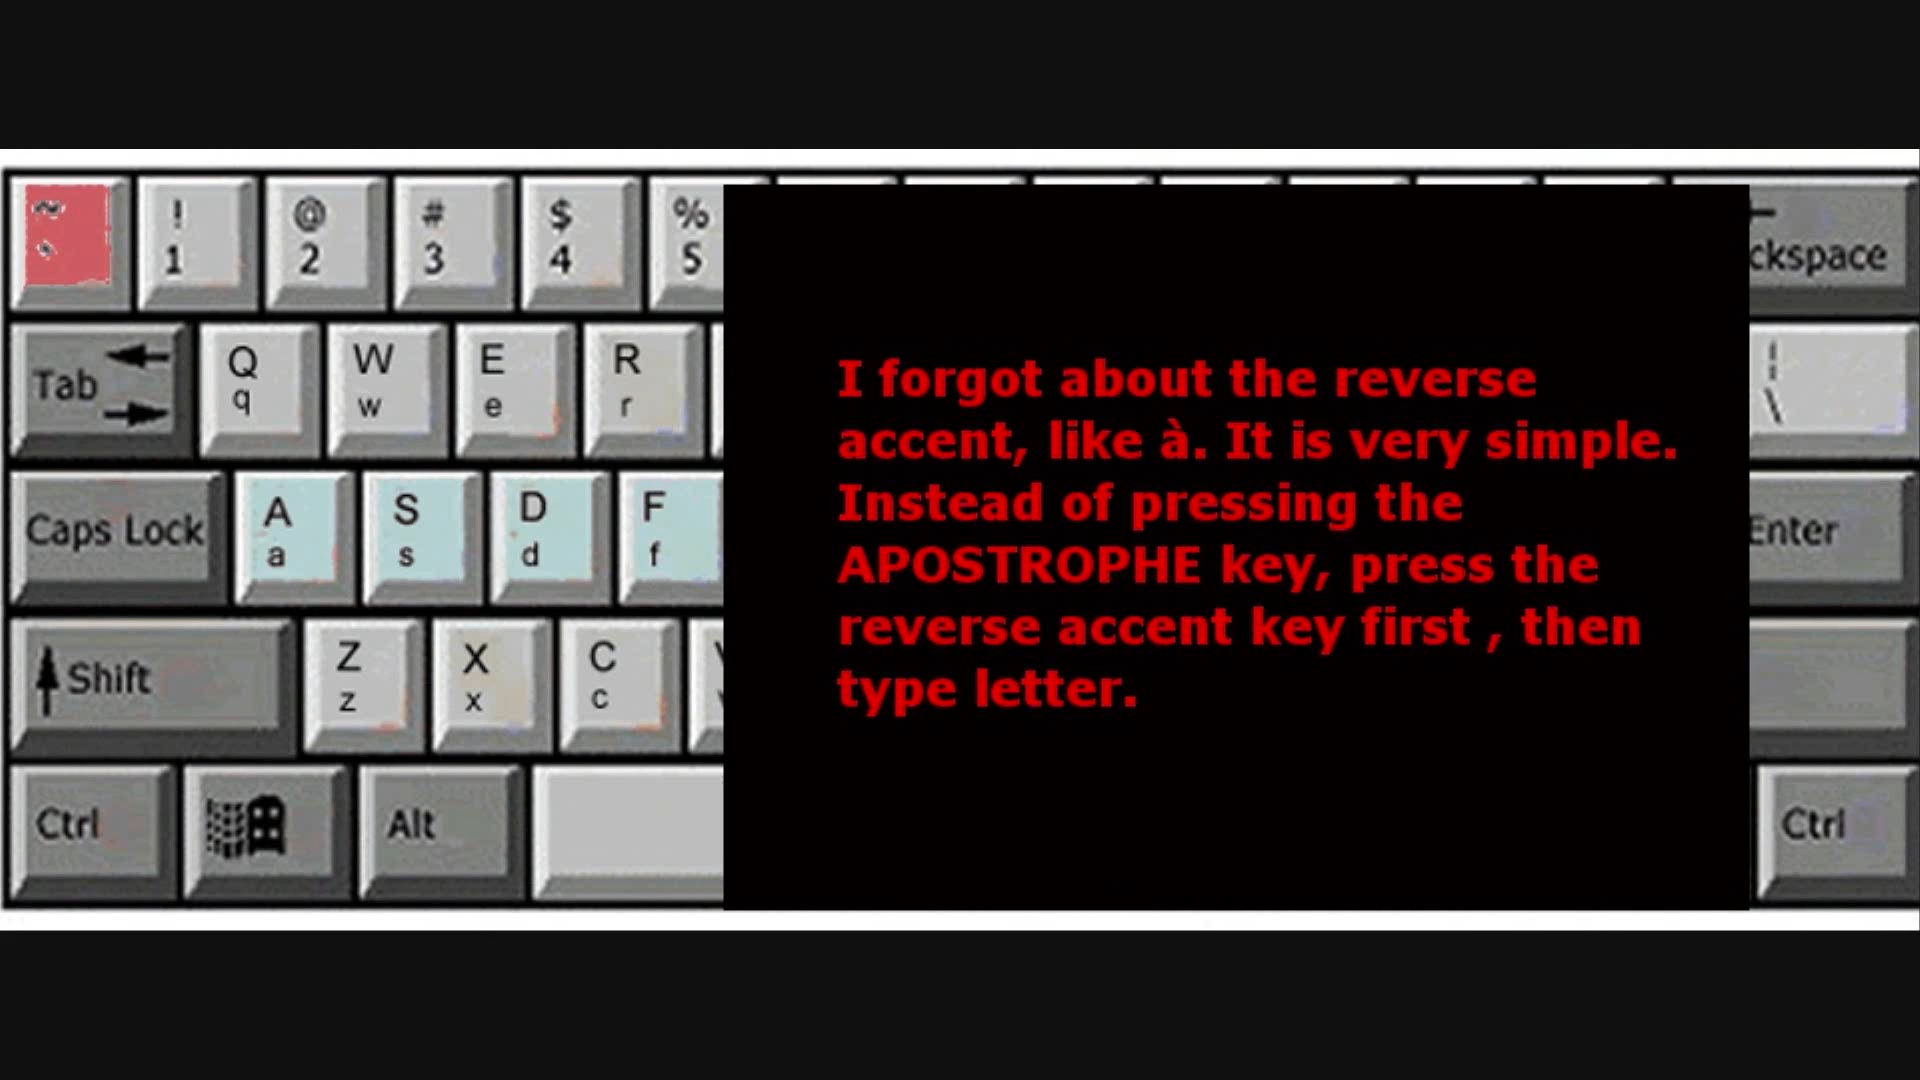 ~ ! @ # $ %
` 1 2 3 4 5
ckspace
Tab Q W E R |
q w e r \
Caps Lock A S D F Enter
a s d f
Shift Z X C
z x c
Ctrl Alt Ctrl
I forgot about the reverse
accent, like à. It is very simple.
Instead of pressing the
APOSTROPHE key, press the
reverse accent key first , then
type letter.